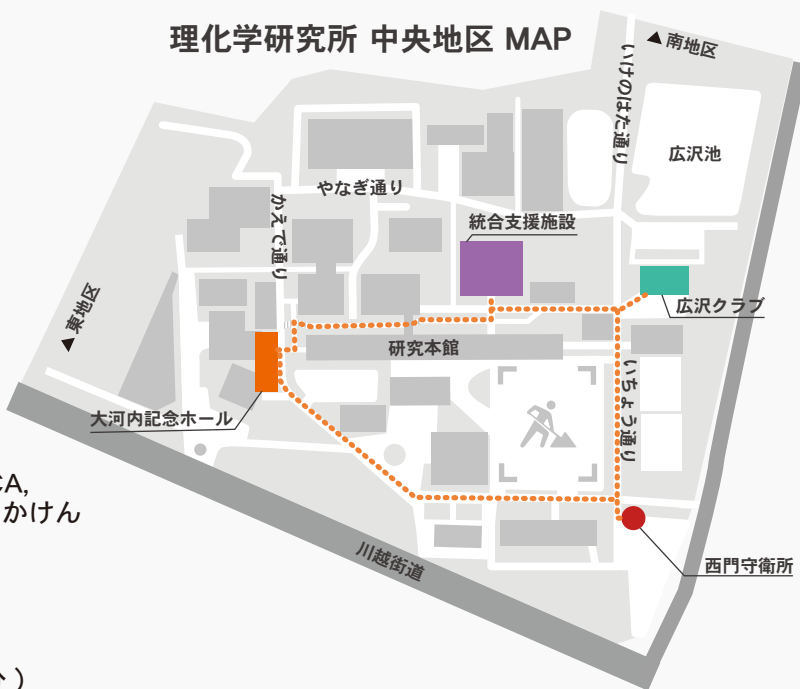 理化学研究所 中央地区 MAP
▲南地区
いけのはた通り
広沢池
やなぎ通り
かえで通り
統合支援施設
▲東地区
広沢クラブ
研究本館
いちょう通り
大河内記念ホール
CA,
かけん
川越街道
西門守衛所
)